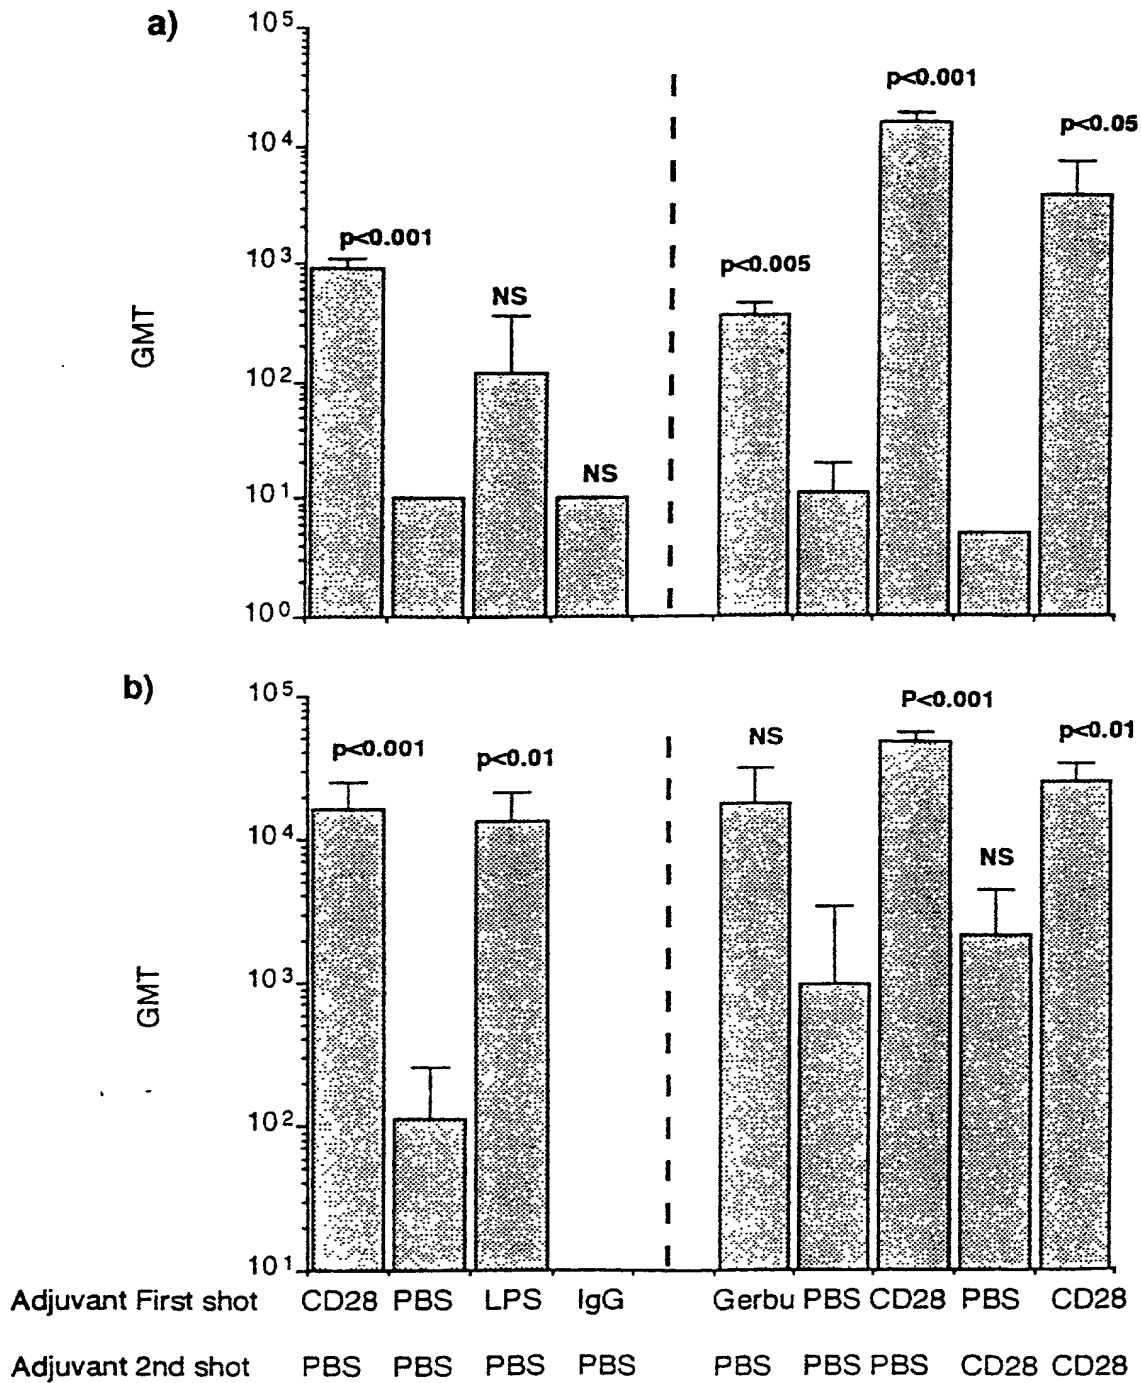 a)
10⁵
10⁴
10³
10²
10¹
10⁰
GMT
p<0.001
NS
NS
p<0.005
p<0.001
p<0.05
b)
10⁵
10⁴
10³
10²
10¹
GMT
p<0.001
p<0.01
NS
P<0.001
NS
p<0.01
Adjuvant First shot CD28 PBS LPS IgG Gerbu PBS CD28 PBS CD28
Adjuvant 2nd shot PBS PBS PBS PBS PBS PBS PBS CD28 CD28